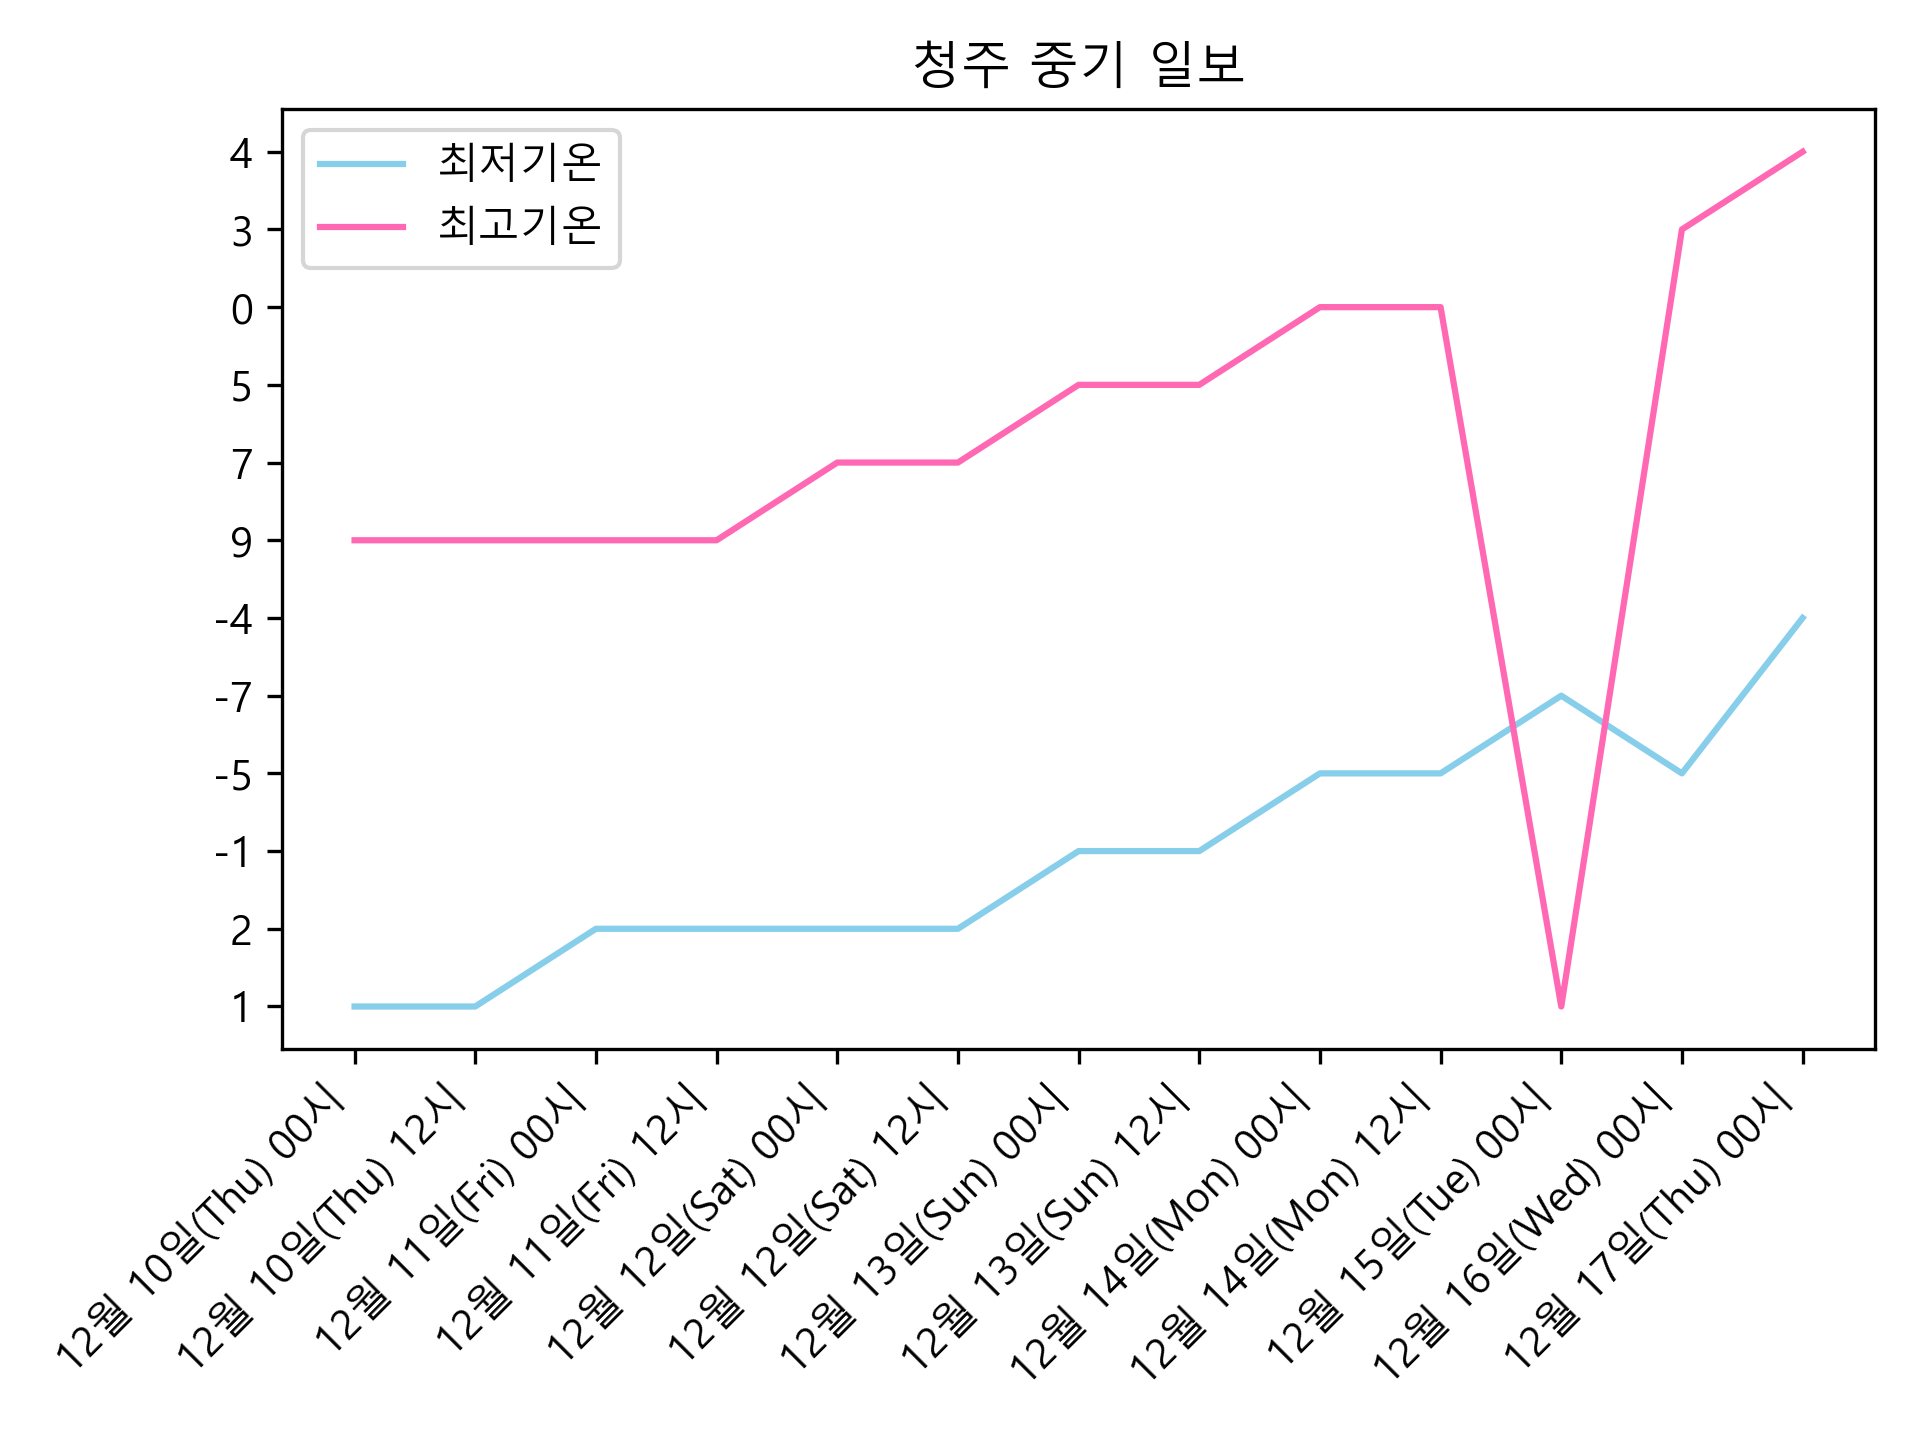 청주 중기 일보
최저기온
최고기온
4
3
0
5
7
9
-4
-7
-5
-1
2
1
12월 10일(Thu) 00시
12월 10일(Thu) 12시
12월 11일(Fri) 00시
12월 11일(Fri) 12시
12월 12일(Sat) 00시
12월 12일(Sat) 12시
12월 13일(Sun) 00시
12월 13일(Sun) 12시
12월 14일(Mon) 00시
12월 14일(Mon) 12시
12월 15일(Tue) 00시
12월 16일(Wed) 00시
12월 17일(Thu) 00시